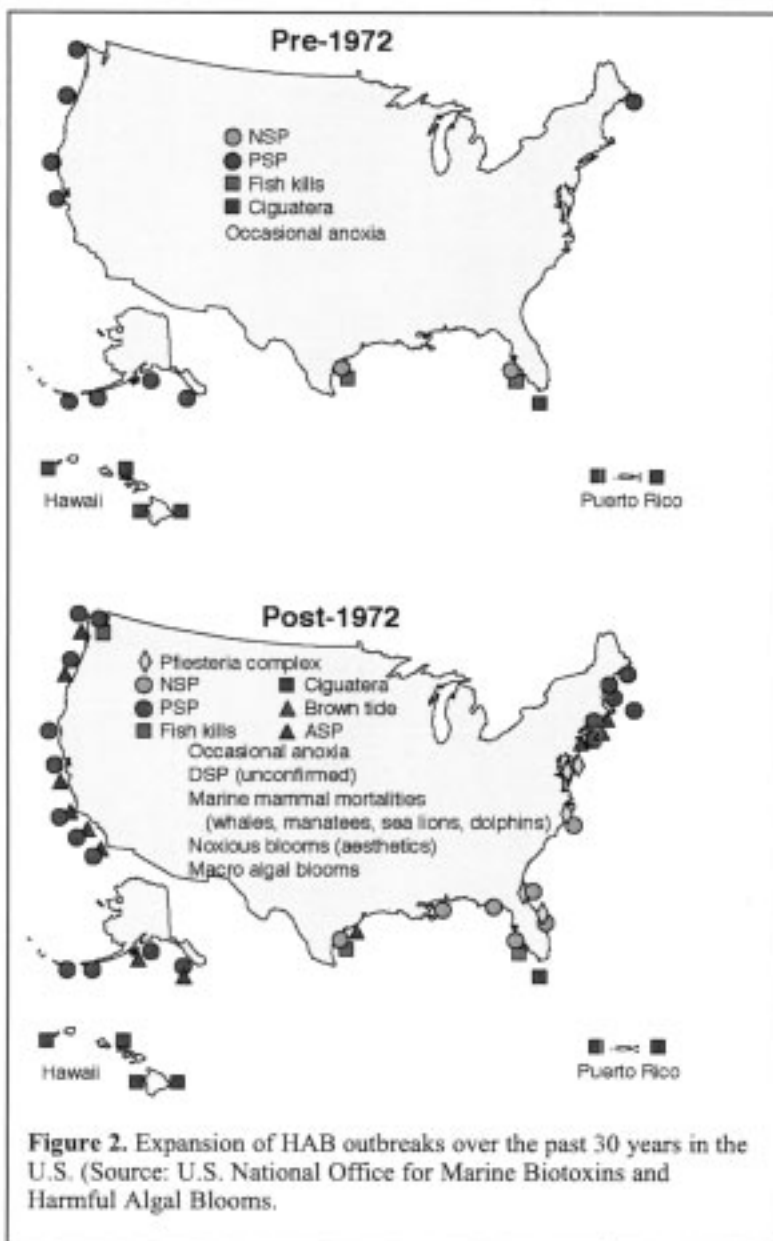 Pre-1972
NSP
PSP
Fish kills
Ciguatera
Occasional anoxia
Hawaii
Puerto Rico
Post-1972
Pfiesteria complex
NSP
Ciguatera
PSP
Brown tide
Fish kills
ASP
Occasional anoxia
DSP (unconfirmed)
Marine mammal mortalities
(whales, manatees, sea lions, dolphins)
Noxious blooms (aesthetics)
Macro algal blooms
Hawaii
Puerto Rico
Figure 2. Expansion of HAB outbreaks over the past 30 years in the
U.S. (Source: U.S. National Office for Marine Biotoxins and
Harmful Algal Blooms.